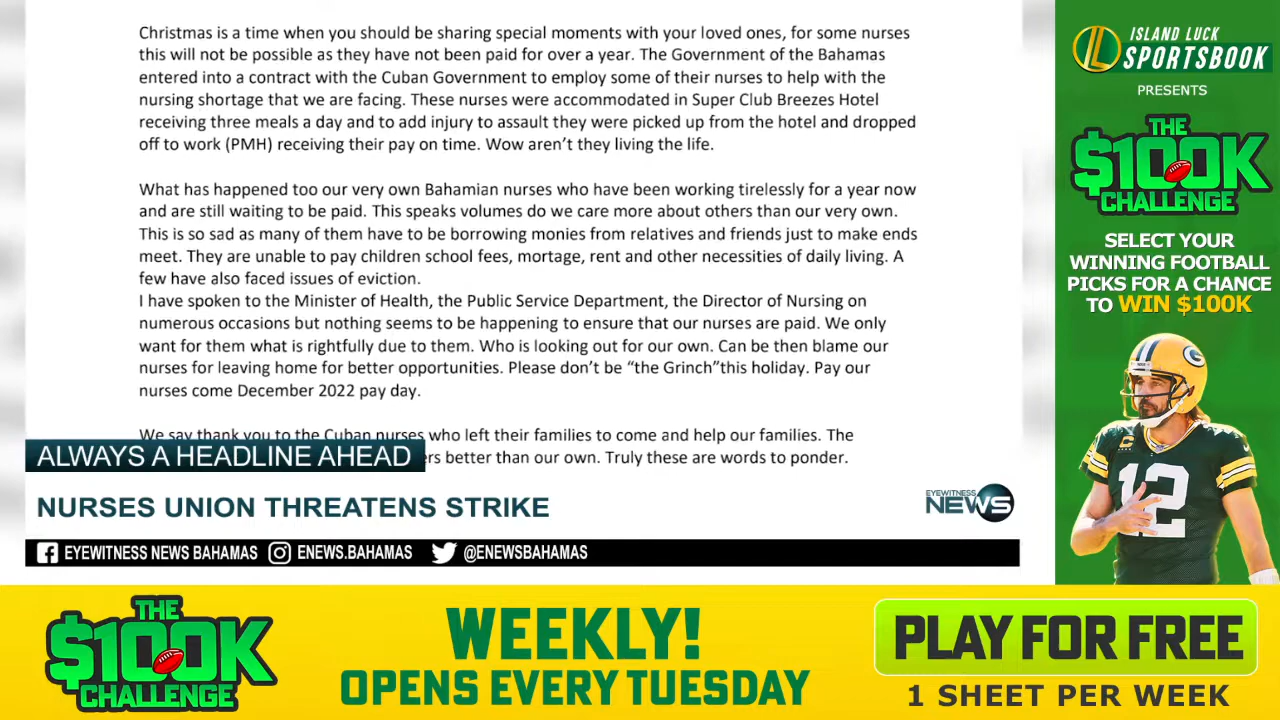 Christmas is a time when you should be sharing special moments with your loved ones, for some nurses
this will not be possible as they have not been paid for over a year. The Government of the Bahamas
entered into a contract with the Cuban Government to employ some of their nurses to help with the
nursing shortage that we are facing. These nurses were accommodated in Super Club Breezes Hotel
receiving three meals a day and to add injury to assault they were picked up from the hotel and dropped
off to work (PMH) receiving their pay on time. Wow aren't they living the life.
What has happened too our very own Bahamian nurses who have been working tirelessly for a year now
and are still waiting to be paid. This speaks volumes do we care more about others than our very own.
This is so sad as many of them have to be borrowing monies from relatives and friends just to make ends
meet. They are unable to pay children school fees, mortage, rent and other necessities of daily living. A
few have also faced issues of eviction.
I have spoken to the Minister of Health, the Public Service Department, the Director of Nursing on
numerous occasions but nothing seems to be happening to ensure that our nurses are paid. We only
want for them what is rightfully due to them. Who is looking out for our own. Can be then blame our
nurses for leaving home for better opportunities. Please don't be "the Grinch"this holiday. Pay our
nurses come December 2022 pay day.
We say thank you to the Cuban nurses who left their families to come and help our families. The
ers better than our own. Truly these are words to ponder.
ALWAYS A HEADLINE AHEAD
NURSES UNION THREATENS STRIKE
EYEWITNESS
NEWS
EYEWITNESS NEWS BAHAMAS ENEWS.BAHAMAS @ENEWSBAHAMAS
ISLAND LUCK
SPORTSBOOK
PRESENTS
THE
$100K
CHALLENGE
SELECT YOUR
WINNING FOOTBALL
PICKS FOR A CHANCE
TO WIN $100K
G
C
12
THE
$100K
CHALLENGE
WEEKLY!
OPENS EVERY TUESDAY
PLAY FOR FREE
1 SHEET PER WEEK